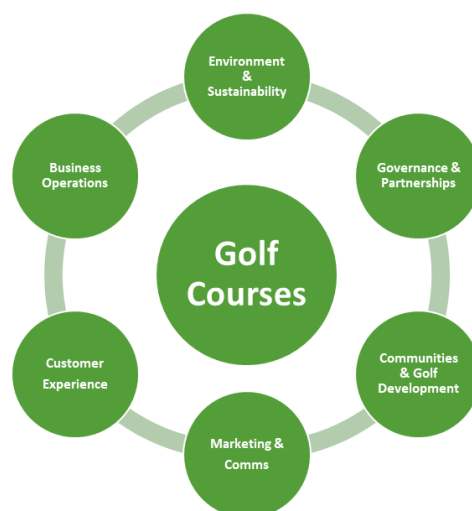 Environment
&
Sustainability
Governance &
Partnerships
Communities
& Golf
Development
Marketing &
Comms
Customer
Experience
Business
Operations
Golf
Courses